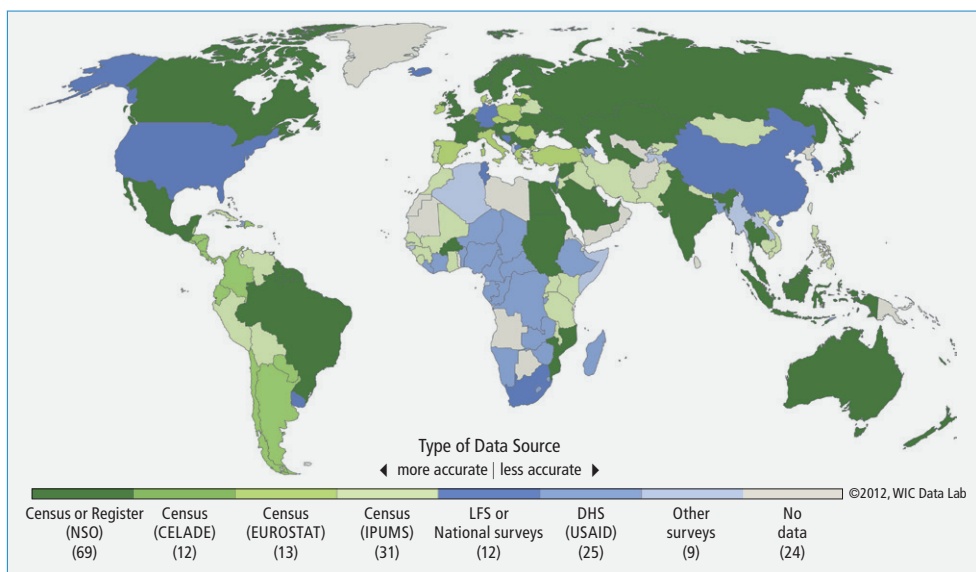 Type of Data Source
◄ more accurate | less accurate ►
©2012, WIC Data Lab
Census or Register
(NSO)
(69)
Census
(CELADE)
(12)
Census
(EUROSTAT)
(13)
Census
(IPUMS)
(31)
LFS or
National surveys
(12)
DHS
(USAID)
(25)
Other
surveys
(9)
No
data
(24)